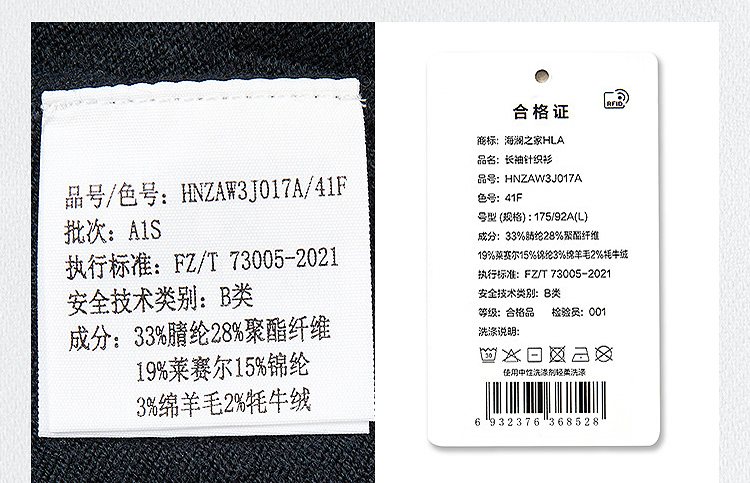 品号/色号: HNZAW3J017A/41F
批次: A1S
执行标准: FZ/T 73005-2021
安全技术类别: B类
成分: 33%腈纶28%聚酯纤维
19%莱赛尔15%锦纶
3%绵羊毛2%牦牛绒
RFID
合格证
商标: 海澜之家HLA
品名: 长袖针织衫
品号: HNZAW3J017A
色号: 41F
号型 (规格) : 175/92A(L)
成分: 33%腈纶28%聚酯纤维
19%莱赛尔15%锦纶3%绵羊毛2%牦牛绒
执行标准: FZ/T 73005-2021
安全技术类别: B类
等级: 合格品 检验员: 001
洗涤说明:
30
使用中性洗涤剂轻柔洗涤
6 932376 368528